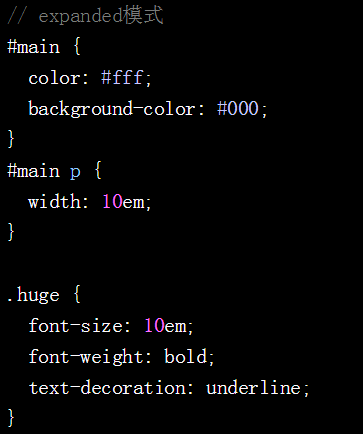 // expanded模式
#main {
  color: #fff;
  background-color: #000;
}
#main p {
  width: 10em;
}

.huge {
  font-size: 10em;
  font-weight: bold;
  text-decoration: underline;
}